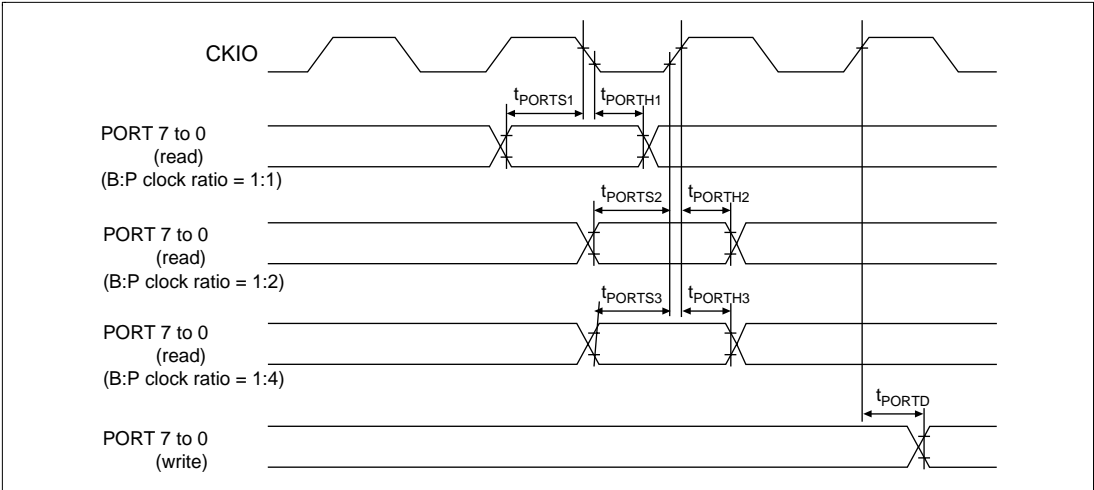 CKIO
tPORTS1 tPORTH1
PORT 7 to 0
(read)
(B:P clock ratio = 1:1)
tPORTS2 tPORTH2
PORT 7 to 0
(read)
(B:P clock ratio = 1:2)
tPORTS3 tPORTH3
PORT 7 to 0
(read)
(B:P clock ratio = 1:4)
tPORTD
PORT 7 to 0
(write)